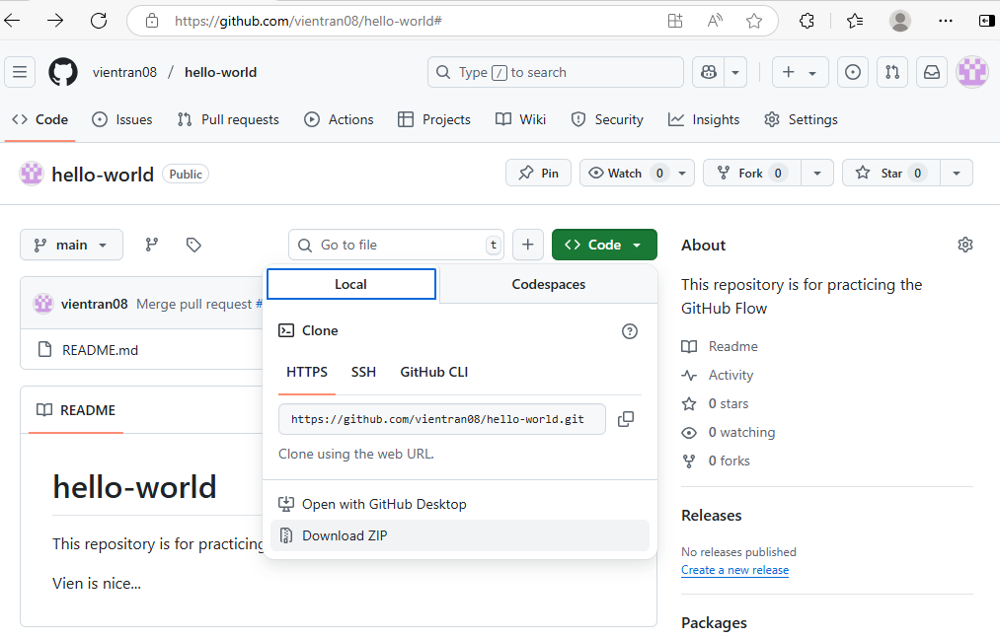 https://github.com/vientran08/hello-world#
vientran08 / hello-world
Type / to search
Code Issues Pull requests Actions Projects Wiki Security Insights Settings
hello-world Public
Pin Watch 0 Fork 0 Star 0
main
Go to file t
Code
About
Local Codespaces
This repository is for practicing the
GitHub Flow
vientran08 Merge pull request #
Clone
README.md
Readme
HTTPS SSH GitHub CLI
Activity
README
0 stars
https://github.com/vientran08/hello-world.git
0 watching
Clone using the web URL.
0 forks
hello-world
Open with GitHub Desktop
Releases
Download ZIP
This repository is for practicing
No releases published
Create a new release
Vien is nice...
Packages